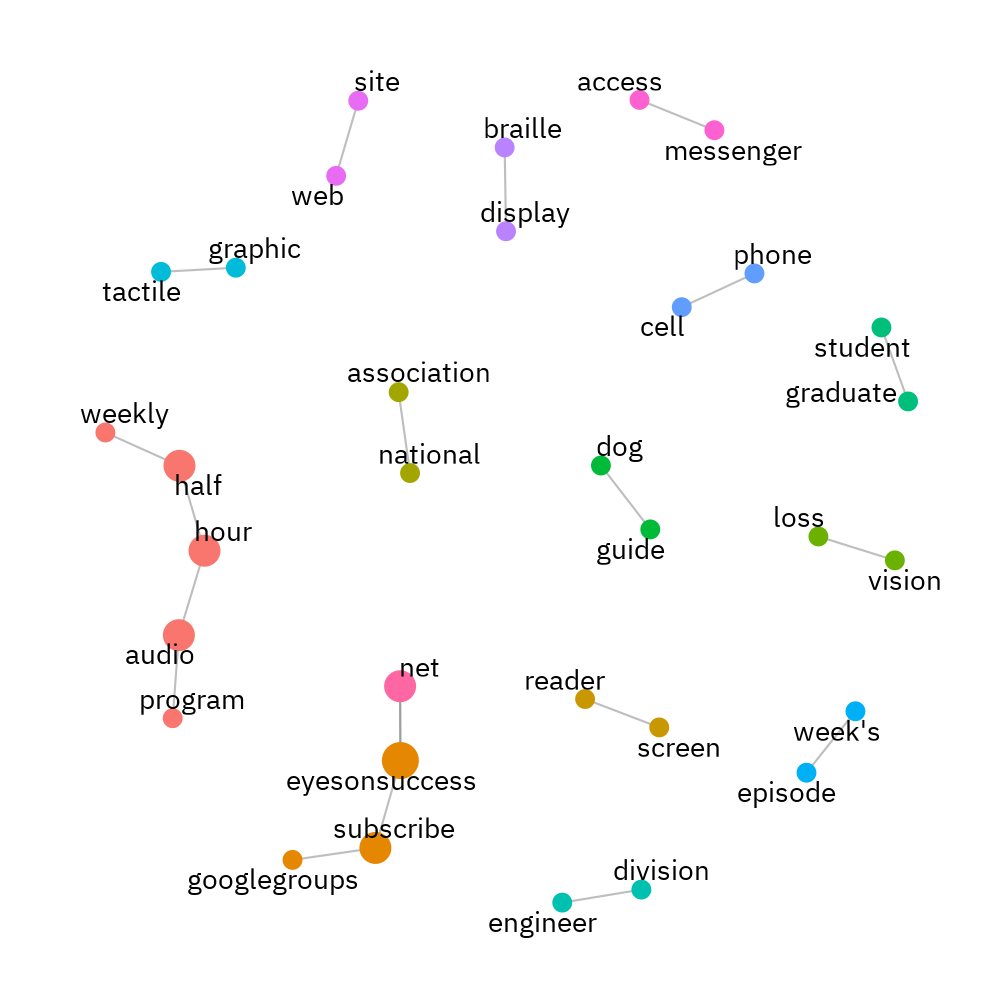 site
access
braille
messenger
web
display
graphic
phone
tactile
cell
student
association
graduate
weekly
dog
national
half
loss
hour
guide
vision
audio
net
reader
program
week's
screen
eyesonsuccess
episode
subscribe
division
googlegroups
engineer